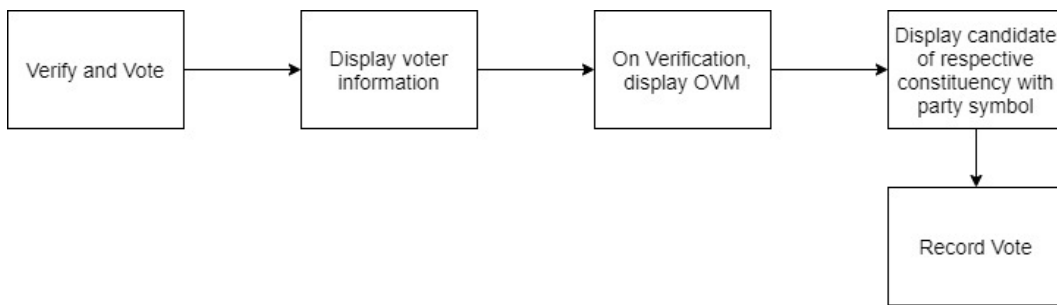 Verify and Vote
Display voter
information
On Verification,
display OVM
Display candidate
of respective
constituency with
party symbol
Record Vote